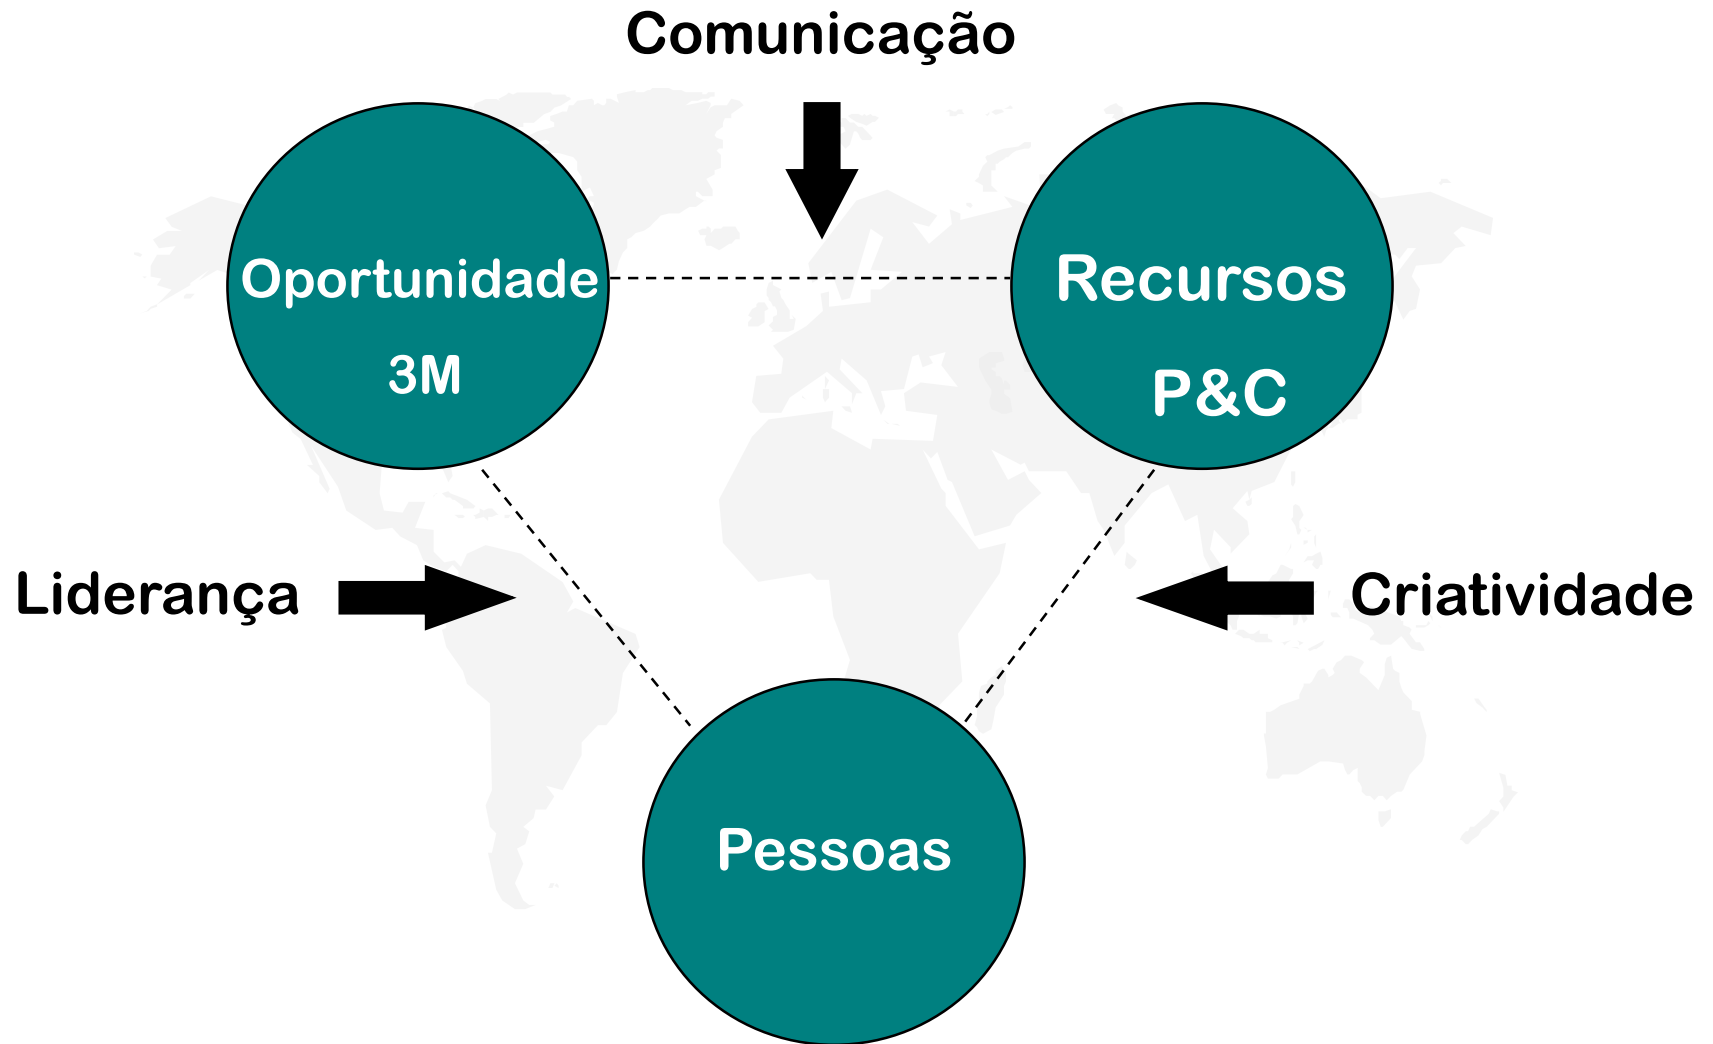 Comunicação
Oportunidade
3M
Recursos
P&C
Liderança
Criatividade
Pessoas